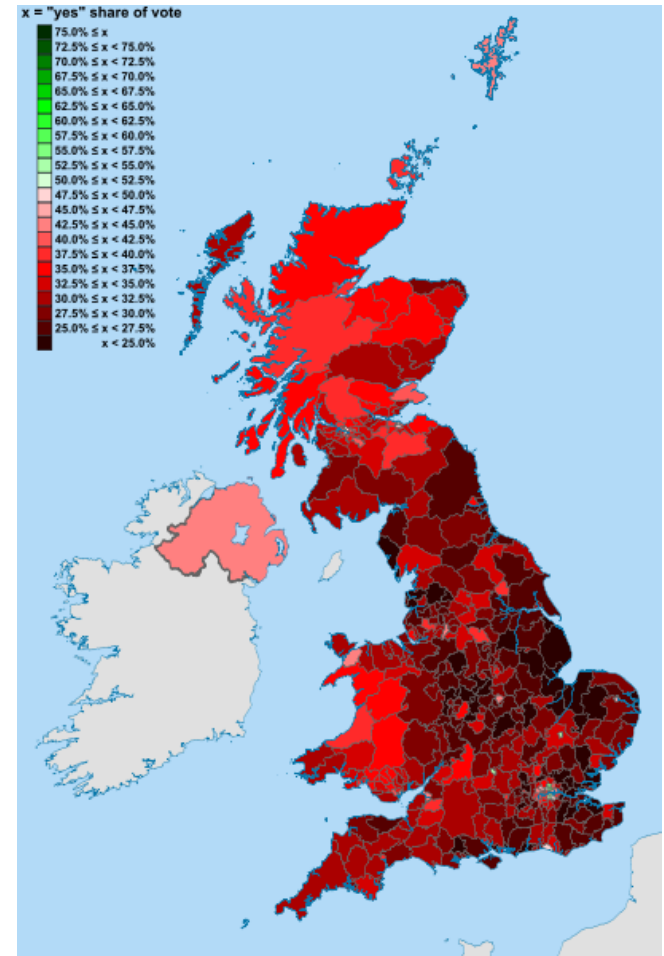 x = "yes" share of vote
75.0% ≤ x
72.5% ≤ x < 75.0%
70.0% ≤ x < 72.5%
67.5% ≤ x < 70.0%
65.0% ≤ x < 67.5%
62.5% ≤ x < 65.0%
60.0% ≤ x < 62.5%
57.5% ≤ x < 60.0%
55.0% ≤ x < 57.5%
52.5% ≤ x < 55.0%
50.0% ≤ x < 52.5%
47.5% ≤ x < 50.0%
45.0% ≤ x < 47.5%
42.5% ≤ x < 45.0%
40.0% ≤ x < 42.5%
37.5% ≤ x < 40.0%
35.0% ≤ x < 37.5%
32.5% ≤ x < 35.0%
30.0% ≤ x < 32.5%
27.5% ≤ x < 30.0%
25.0% ≤ x < 27.5%
x < 25.0%